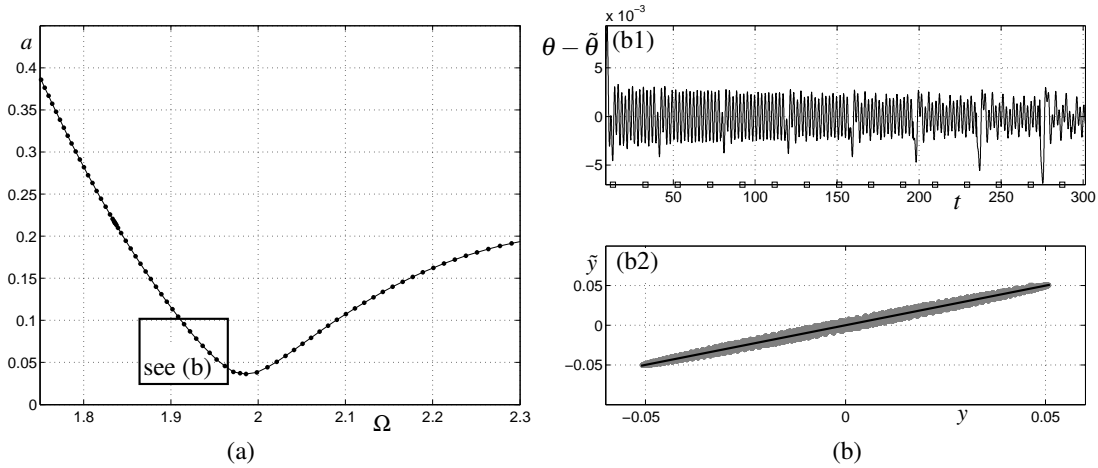 a
0.4
0.35
0.3
0.25
0.2
0.15
0.1
0.05
0
see (b)
1.8 1.9 2 2.1 2.2 2.3
Ω
(a)
x 10⁻³
θ − θ̃
(b1)
5
0
−5
50 100 150 200 250 300
t
ỹ
(b2)
0.05
0
−0.05
−0.05 0 0.05
y
(b)